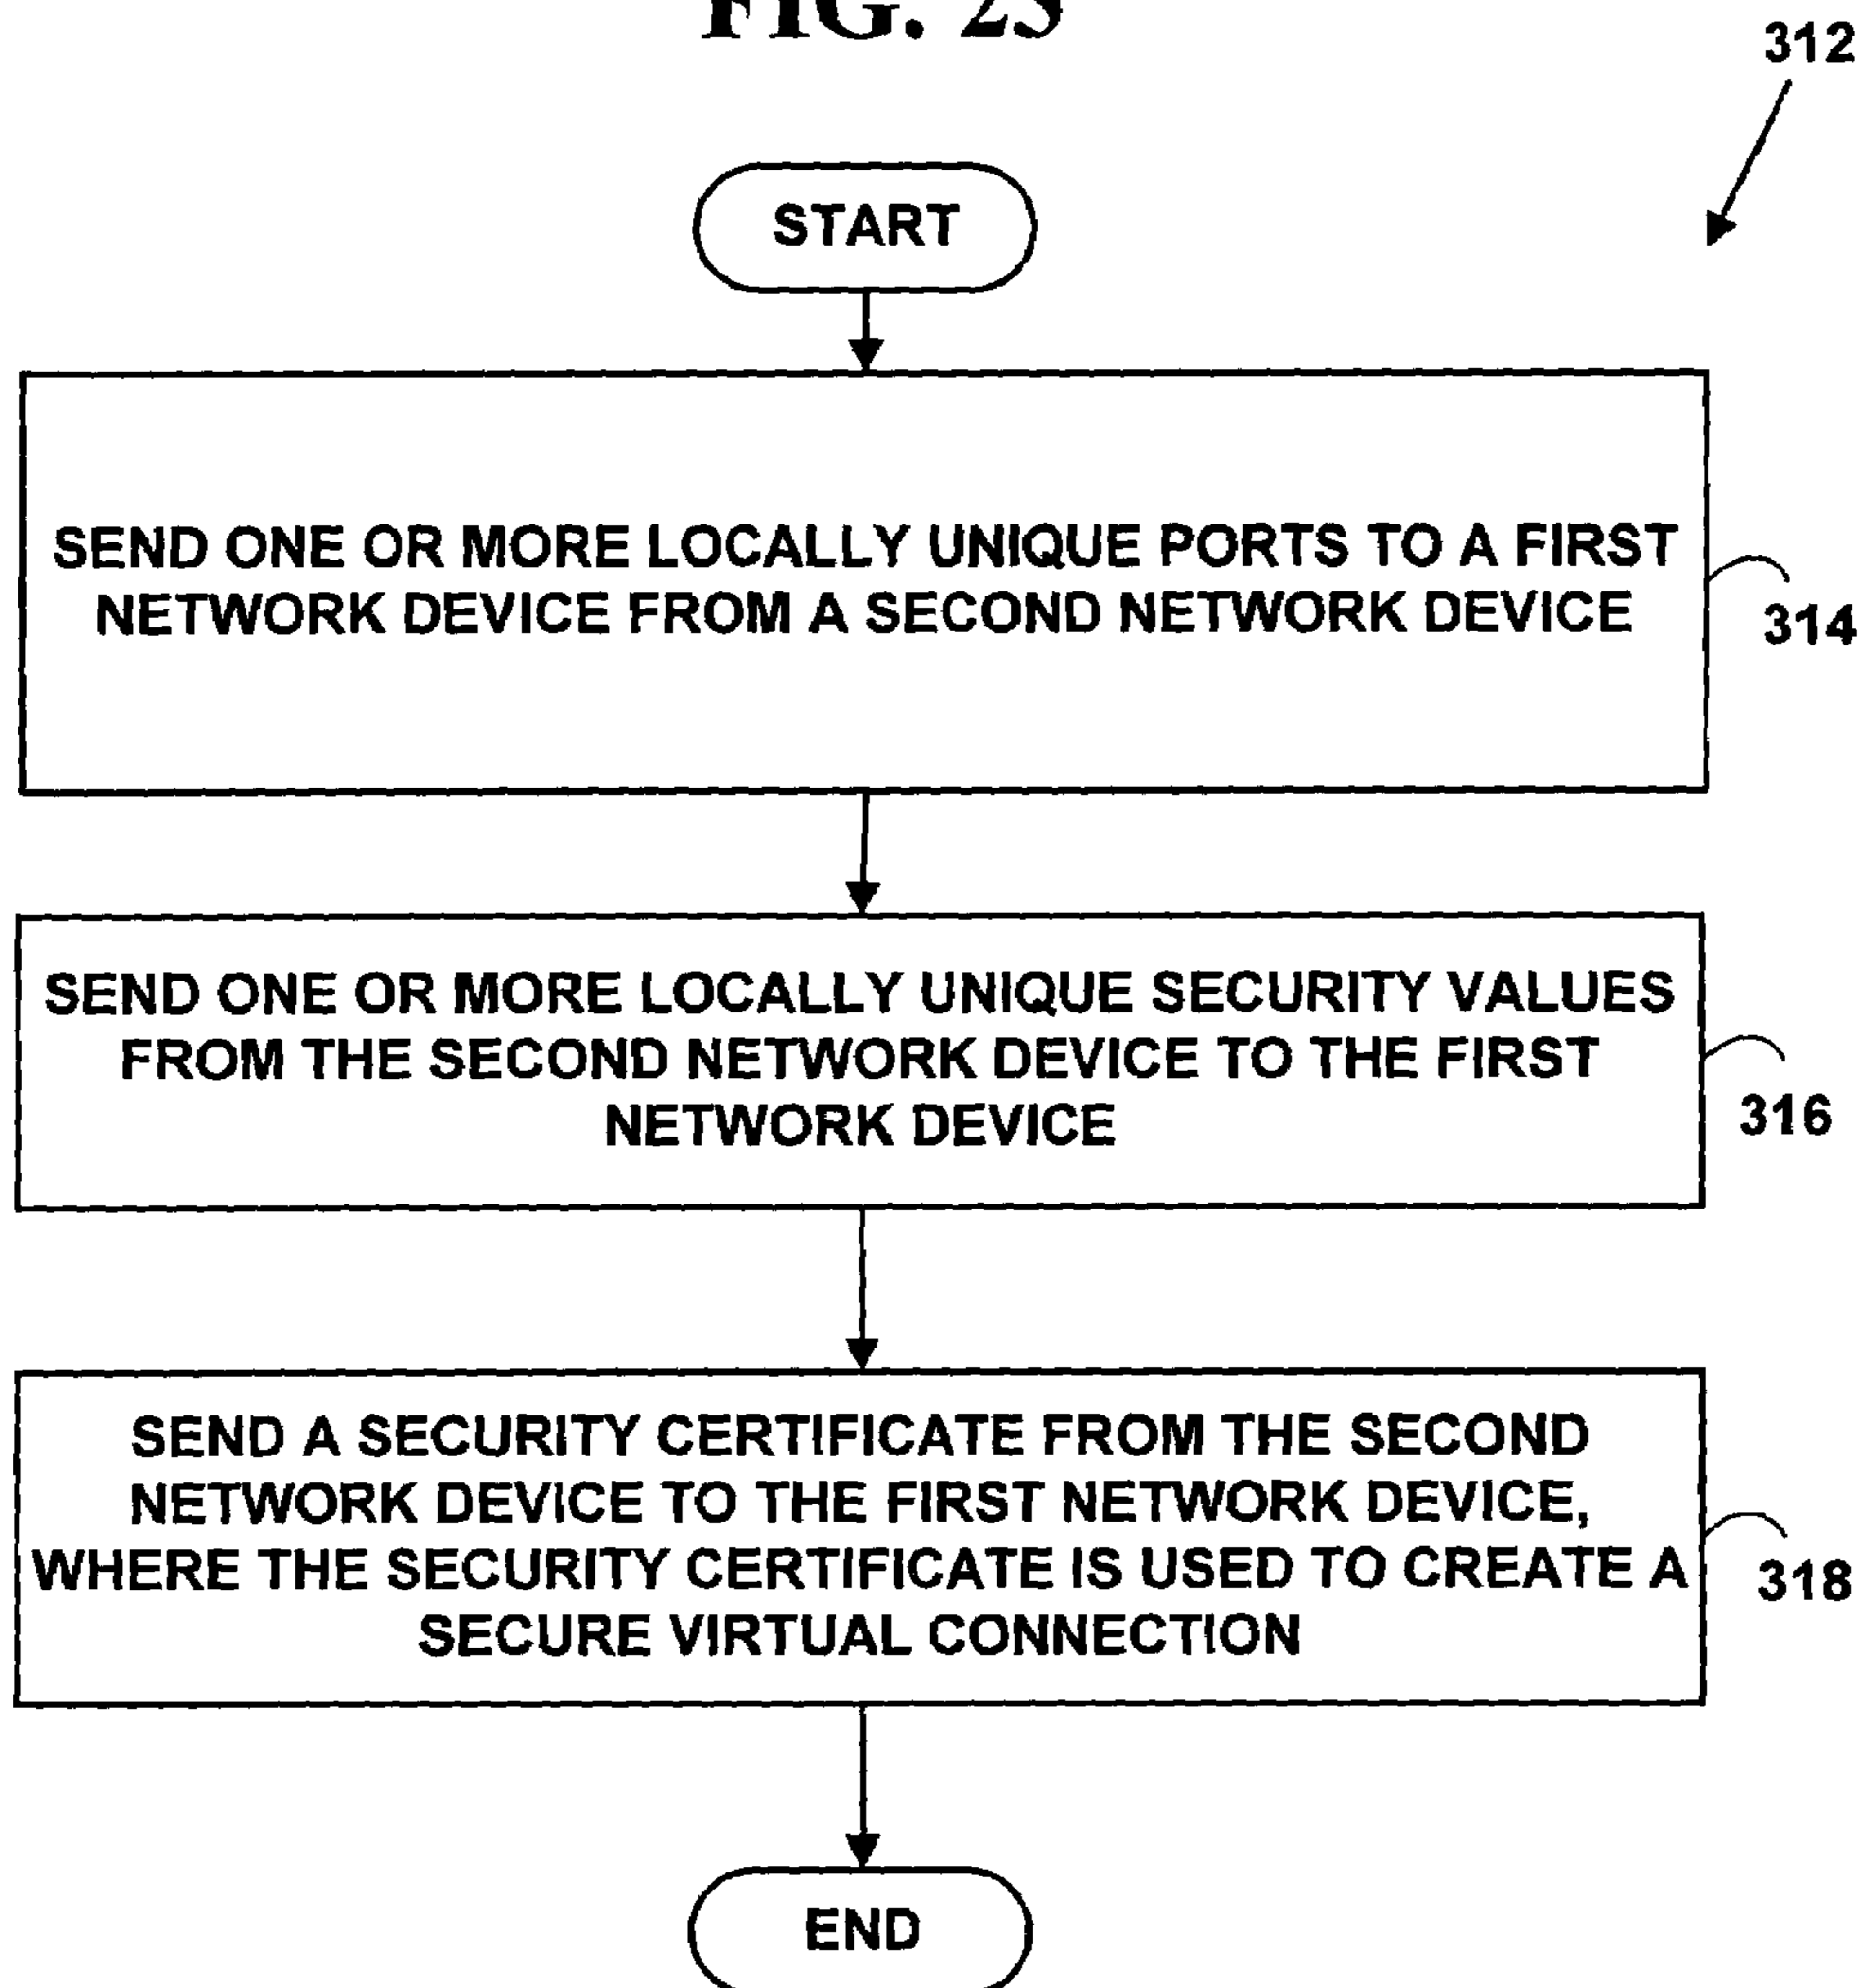 FIG. 23
312
START
SEND ONE OR MORE LOCALLY UNIQUE PORTS TO A FIRST
NETWORK DEVICE FROM A SECOND NETWORK DEVICE
314
SEND ONE OR MORE LOCALLY UNIQUE SECURITY VALUES
FROM THE SECOND NETWORK DEVICE TO THE FIRST
NETWORK DEVICE
316
SEND A SECURITY CERTIFICATE FROM THE SECOND
NETWORK DEVICE TO THE FIRST NETWORK DEVICE,
WHERE THE SECURITY CERTIFICATE IS USED TO CREATE A
SECURE VIRTUAL CONNECTION
318
END